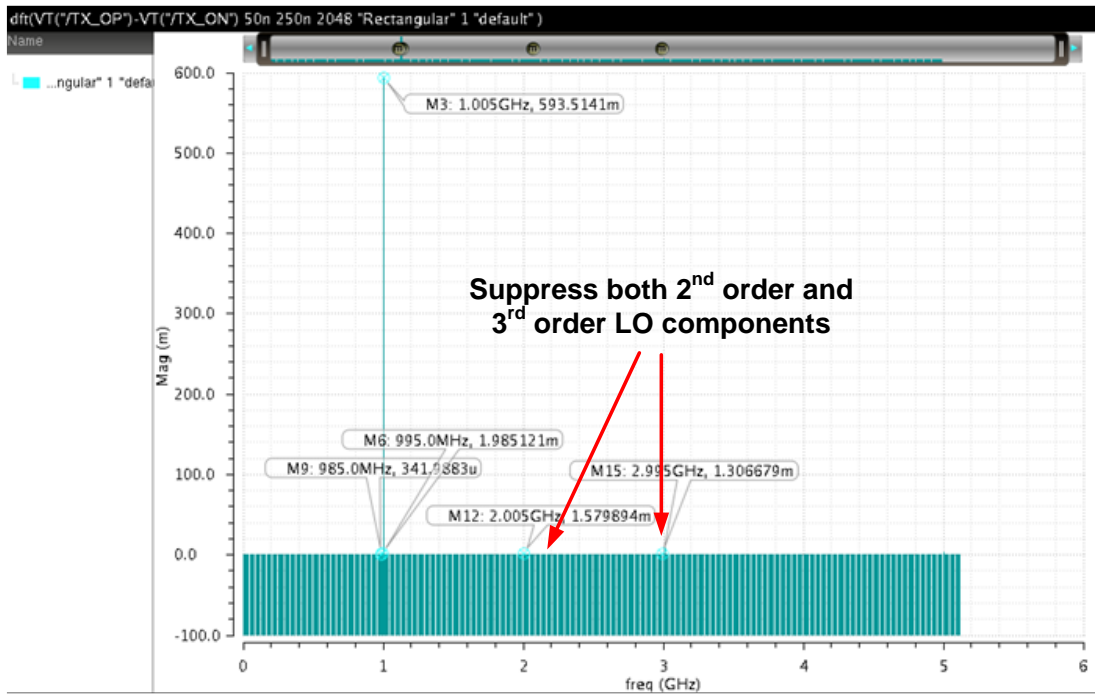 dft(VT("/TX_OP")-VT("/TX_ON") 50n 250n 2048 "Rectangular" 1 "default" )
Name
...ngular" 1 "defa
600.0
M3: 1.005GHz, 593.5141m
500.0
400.0
Suppress both 2nd order and
3rd order LO components
300.0
Mag (m)
200.0
M6: 995.0MHz, 1.985121m
M9: 985.0MHz, 341.9883u
M15: 2.995GHz, 1.306679m
100.0
M12: 2.005GHz, 1.579894m
0.0
-100.0
0 1 2 3 4 5 6
freq (GHz)